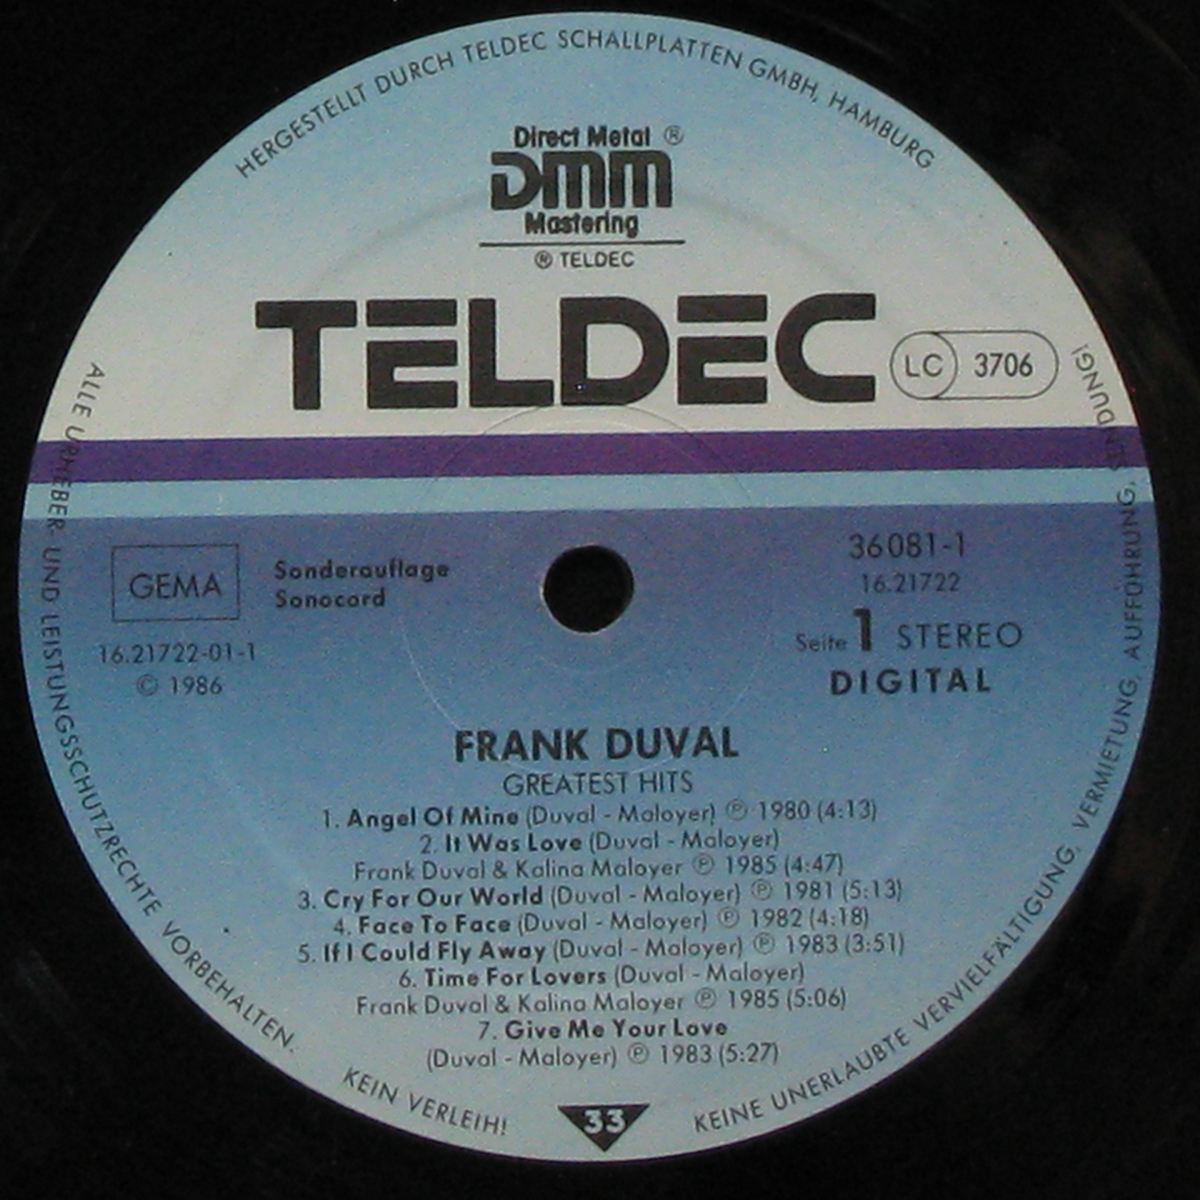 HERGESTELLT DURCH TELDEC SCHALLPLATTEN GMBH, HAMBURG
Direct Metal ®
DMM
Mastering
® TELDEC
TELDEC
LC 3706
GEMA
Sonderauflage
Sonocord
16.21722-01-1
© 1986
36081-1
16.21722
Seite 1 STEREO
DIGITAL
FRANK DUVAL
GREATEST HITS
1. Angel Of Mine (Duval - Maloyer) ℗ 1980 (4:13)
2. It Was Love (Duval - Maloyer)
Frank Duval & Kalina Maloyer ℗ 1985 (4:47)
3. Cry For Our World (Duval - Maloyer) ℗ 1981 (5:13)
4. Face To Face (Duval - Maloyer) ℗ 1982 (4:18)
5. If I Could Fly Away (Duval - Maloyer) ℗ 1983 (3:51)
6. Time For Lovers (Duval - Maloyer)
Frank Duval & Kalina Maloyer ℗ 1985 (5:06)
7. Give Me Your Love
(Duval - Maloyer) ℗ 1983 (5:27)
33
ALLE URHEBER- UND LEISTUNGSSCHUTZRECHTE VORBEHALTEN.
KEIN VERLEIH!
KEINE UNERLAUBTE VERVIELFÄLTIGUNG, VERMIETUNG, AUFFÜHRUNG, SENDUNG!